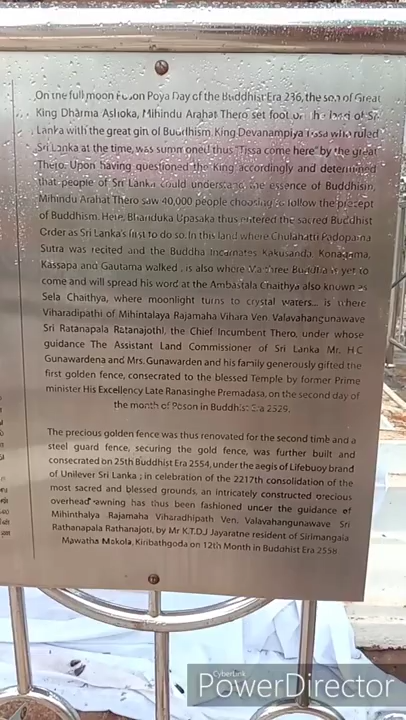 On the full moon Poson Poya Day of the Buddhist Era 236, the son of Great
King Dharma Ashoka, Mihindu Arahat Thero set foot on the land of Sri
Lanka with the great gift of Buddhism. King Devanampiya Tissa who ruled
Sri Lanka at the time, was summoned thus "Tissa come here" by the great
Thero. Upon having questioned the King accordingly and determined
that people of Sri Lanka could understand the essence of Buddhism,
Mihindu Arahat Thero saw 40,000 people choosing to follow the precept
of Buddhism. Here, Bhanduka Upasaka thus entered the sacred Buddhist
Order as Sri Lanka's first to do so. In this land where Chulahatti Padopama
Sutra was recited and the Buddha incarnates Kakusanda, Konagama,
Kassapa and Gautama walked , is also where Maithree Buddha is yet to
come and will spread his word at the Ambastala Chaithya also known as
Sela Chaithya, where moonlight turns to crystal waters... is where
Viharadipathi of Mihintalaya Rajamaha Vihara Ven. Valavahangunawave
Sri Ratanapala Ratanajothi, the Chief Incumbent Thero, under whose
guidance The Assistant Land Commissioner of Sri Lanka Mr. H.C
Gunawardena and Mrs. Gunawarden and his family generously gifted the
first golden fence, consecrated to the blessed Temple by former Prime
minister His Excellency Late Ranasinghe Premadasa, on the second day of
the month of Poson in Buddhist Era 2529.
The precious golden fence was thus renovated for the second time and a
steel guard fence, securing the gold fence, was further built and
consecrated on 25th Buddhist Era 2554, under the aegis of Lifebuoy brand
of Unilever Sri Lanka ; in celebration of the 2217th consolidation of the
most sacred and blessed grounds, an intricately constructed precious
overhead awning has thus been fashioned under the guidance of
Mihinthalya Rajamaha Viharadhipath Ven. Valavahangunawave Sri
Rathanapala Rathanajoti, by Mr K.T.D.J Jayaratne resident of Sirimangala
Mawatha Makola, Kiribathgoda on 12th Month in Buddhist Era 2558
CyberLink
PowerDirector